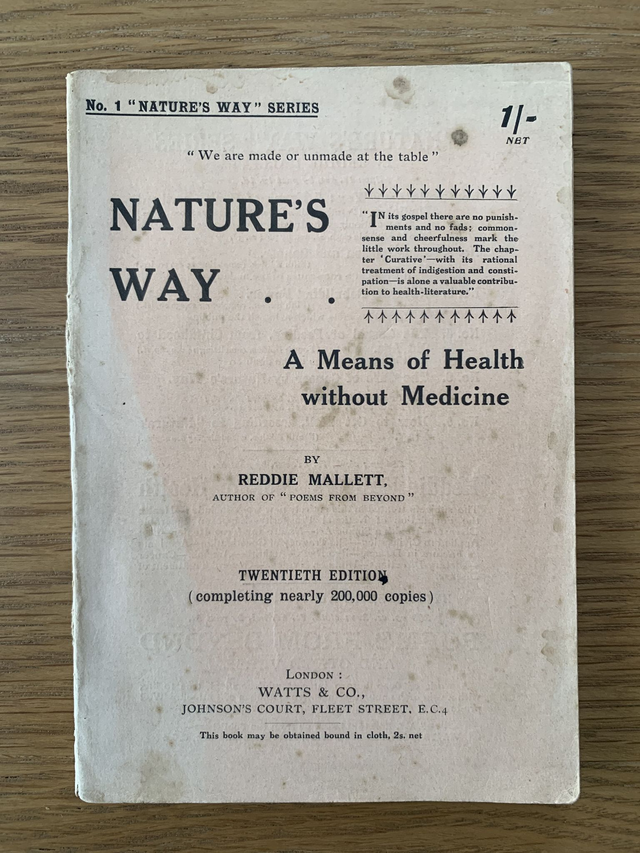 No. 1 "NATURE'S WAY" SERIES
1/-
NET
"We are made or unmade at the table"
NATURE'S
WAY . .
"IN its gospel there are no punish-
ments and no fads; common-
sense and cheerfulness mark the
little work throughout. The chap-
ter 'Curative'—with its rational
treatment of indigestion and consti-
pation—is alone a valuable contribu-
tion to health-literature."
A Means of Health
without Medicine
BY
REDDIE MALLETT,
AUTHOR OF "POEMS FROM BEYOND"
TWENTIETH EDITION
(completing nearly 200,000 copies)
LONDON :
WATTS & CO.,
JOHNSON'S COURT, FLEET STREET, E.C.4
This book may be obtained bound in cloth, 2s. net